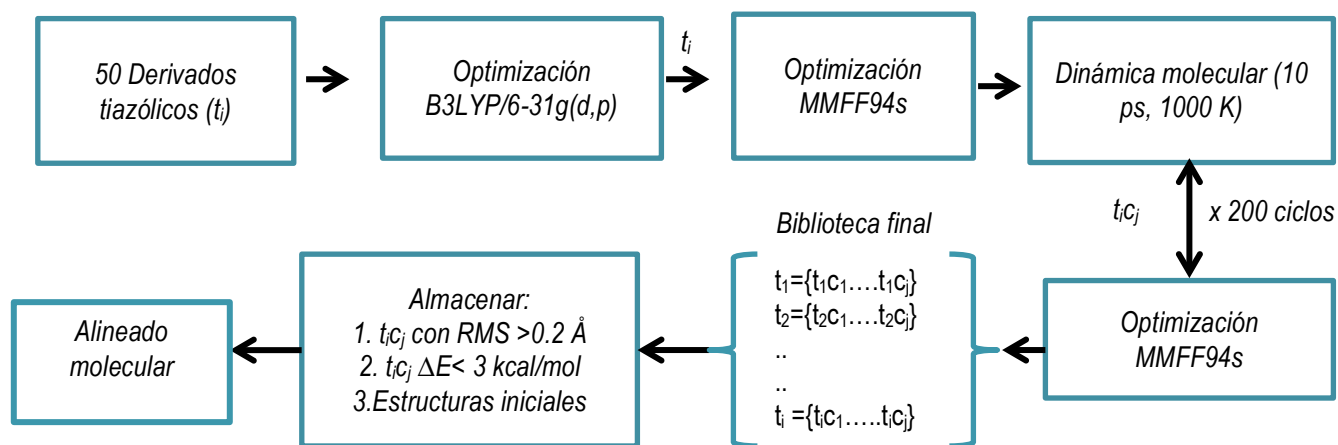 50 Derivados
tiazólicos (tᵢ)
Optimización
B3LYP/6-31g(d,p)
tᵢ
Optimización
MMFF94s
Dinámica molecular (10
ps, 1000 K)
tᵢcⱼ
x 200 ciclos
Optimización
MMFF94s
Biblioteca final
t₁={t₁c₁….t₁cⱼ}
t₂={t₂c₁….t₂cⱼ}
..
..
tᵢ ={tᵢc₁…..tᵢcⱼ}
Almacenar:
1. tᵢcⱼ con RMS >0.2 Å
2. tᵢcⱼ ΔE< 3 kcal/mol
3.Estructuras iniciales
Alineado
molecular